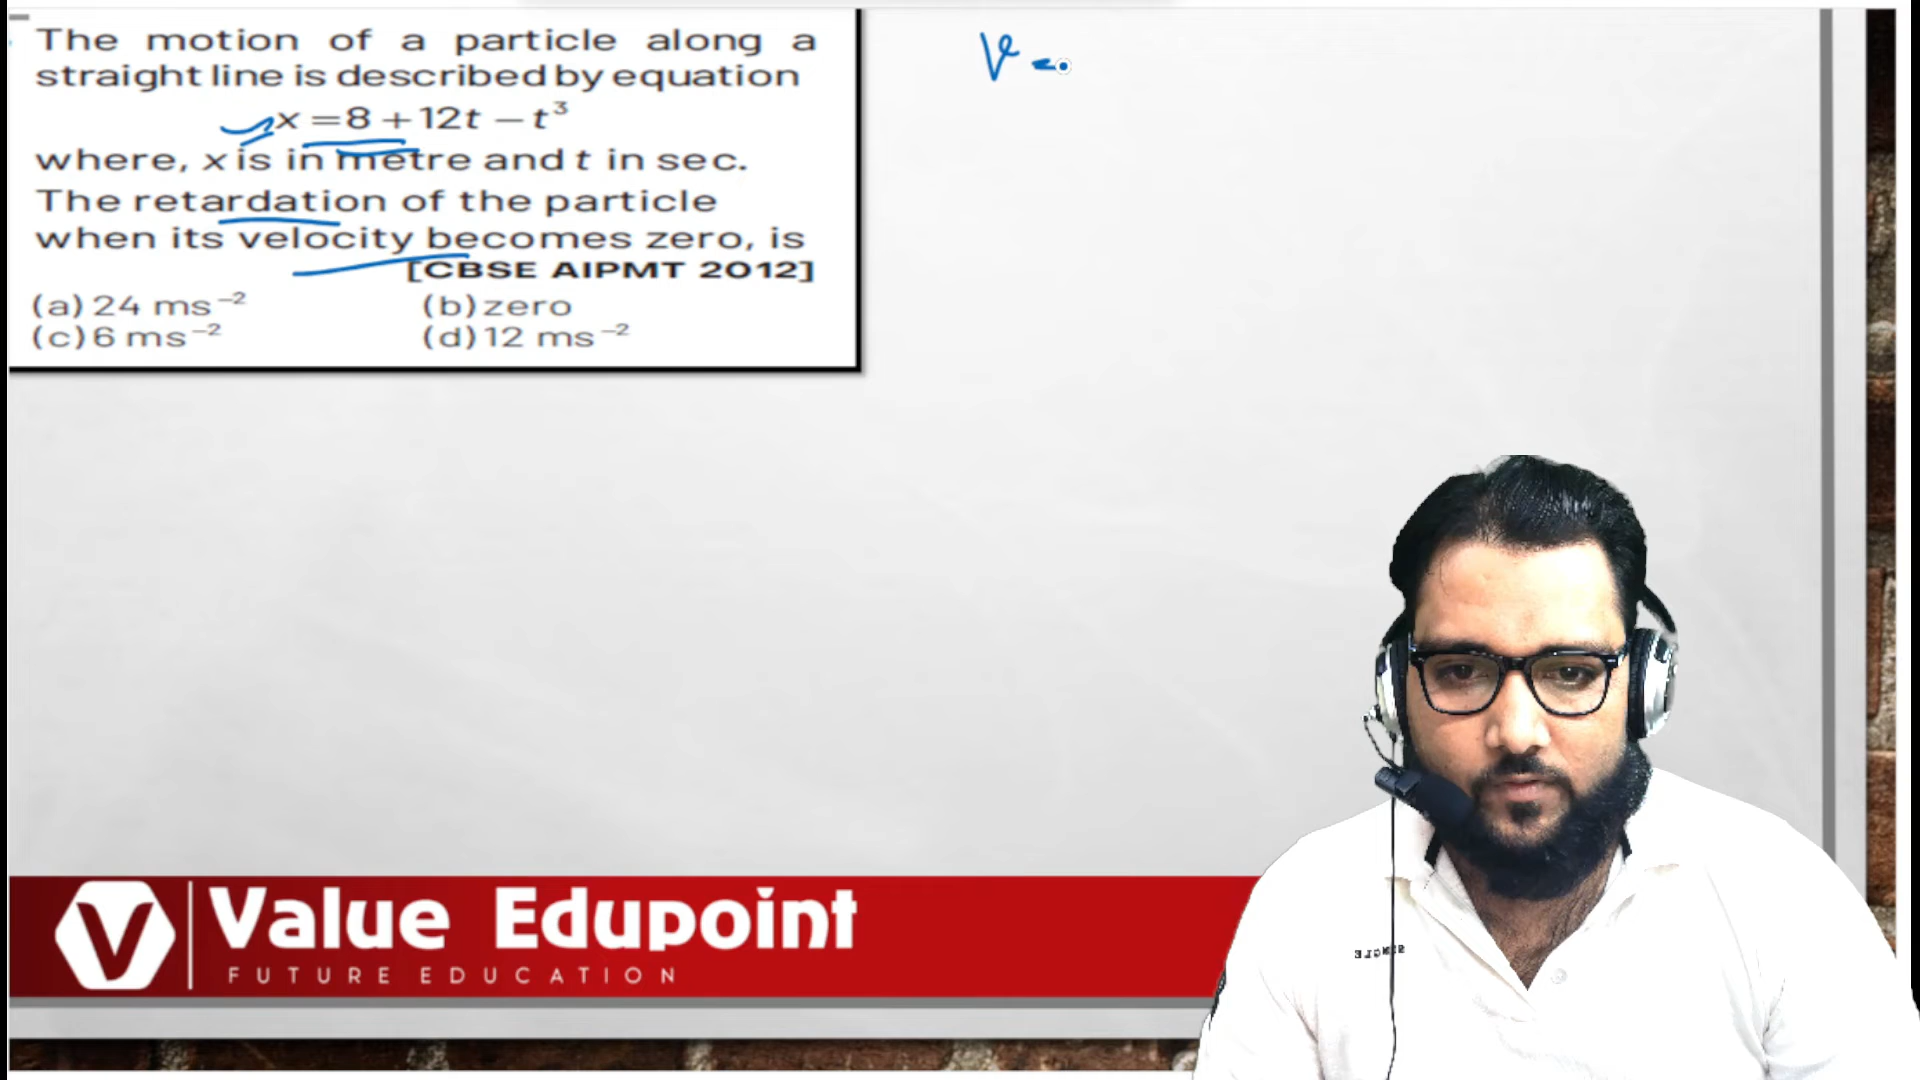 The motion of a particle along a
straight line is described by equation
x = 8 + 12t − t³
where, x is in metre and t in sec.
The retardation of the particle
when its velocity becomes zero, is
[CBSE AIPMT 2012]
(a) 24 ms⁻² (b) zero
(c) 6 ms⁻² (d) 12 ms⁻²
V =
Value Edupoint
FUTURE EDUCATION